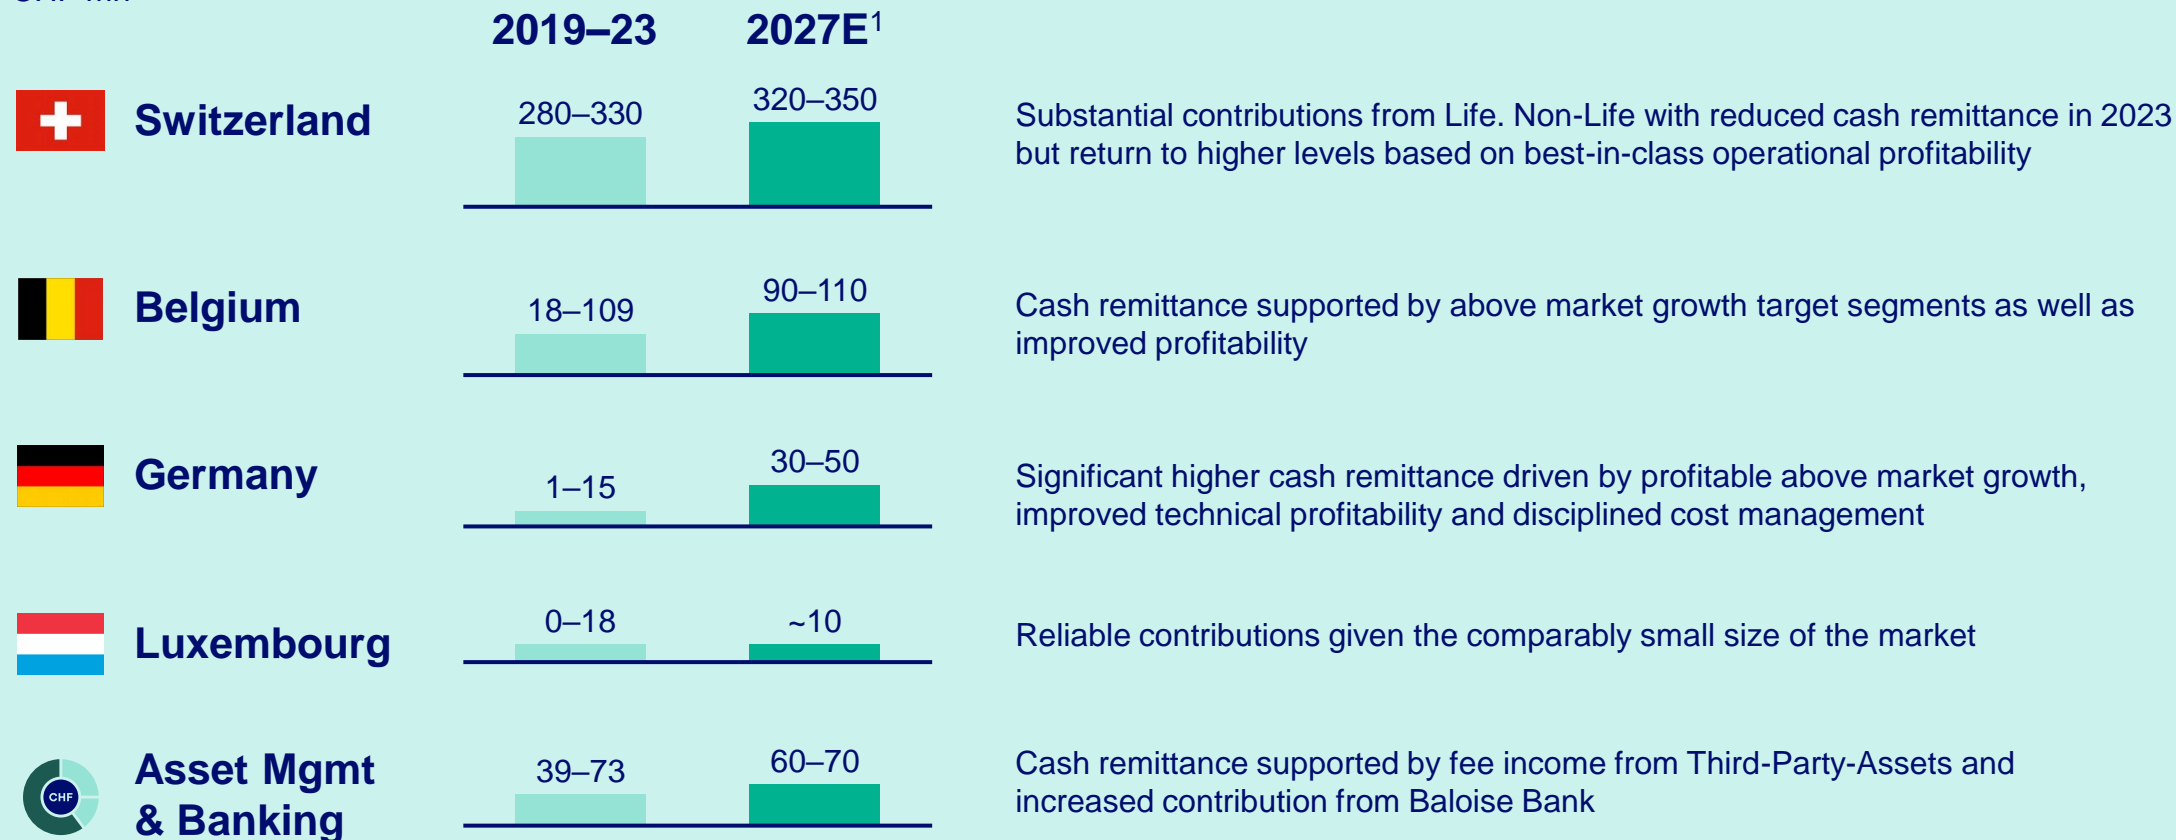 2019–23 2027E¹
Switzerland 280–330 320–350
Substantial contributions from Life. Non-Life with reduced cash remittance in 2023
but return to higher levels based on best-in-class operational profitability
Belgium 18–109 90–110
Cash remittance supported by above market growth target segments as well as
improved profitability
Germany 1–15 30–50
Significant higher cash remittance driven by profitable above market growth,
improved technical profitability and disciplined cost management
Luxembourg 0–18 ~10
Reliable contributions given the comparably small size of the market
CHF
Asset Mgmt
& Banking
39–73 60–70
Cash remittance supported by fee income from Third-Party-Assets and
increased contribution from Baloise Bank